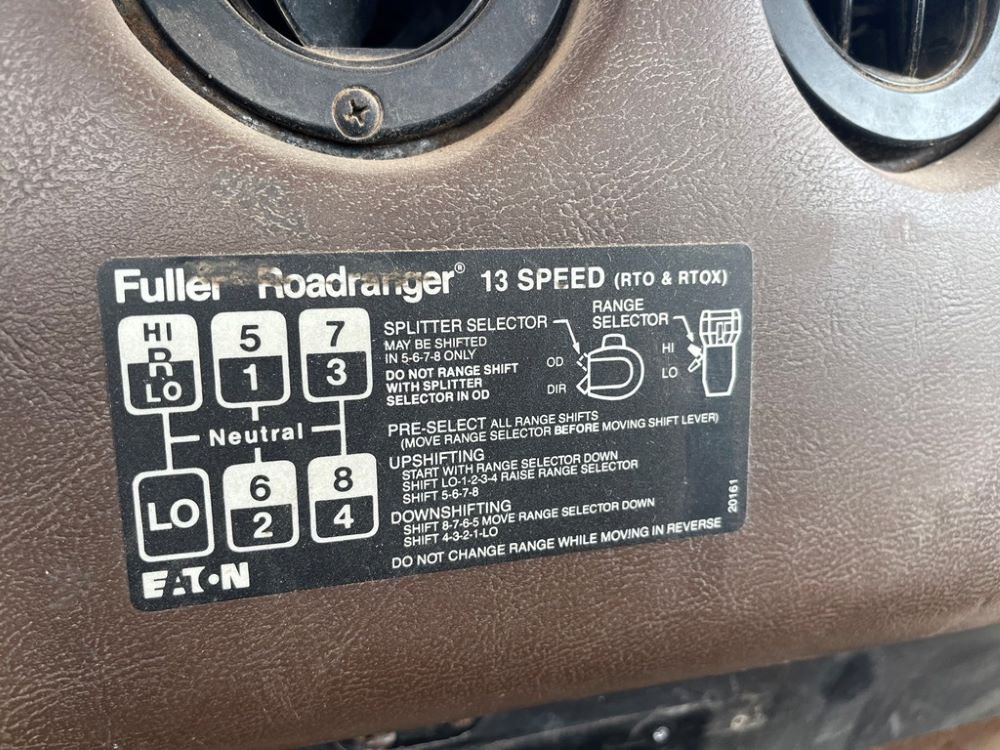 Fuller Roadranger® 13 SPEED (RTO & RTOX)
HI R LO
5 1
7 3
Neutral
LO
6 2
8 4
SPLITTER SELECTOR
MAY BE SHIFTED
IN 5-6-7-8 ONLY
DO NOT RANGE SHIFT
WITH SPLITTER
SELECTOR IN OD
OD
DIR
RANGE
SELECTOR
HI
LO
PRE-SELECT ALL RANGE SHIFTS
(MOVE RANGE SELECTOR BEFORE MOVING SHIFT LEVER)
UPSHIFTING
START WITH RANGE SELECTOR DOWN
SHIFT LO-1-2-3-4 RAISE RANGE SELECTOR
SHIFT 5-6-7-8
DOWNSHIFTING
SHIFT 8-7-6-5 MOVE RANGE SELECTOR DOWN
SHIFT 4-3-2-1-LO
DO NOT CHANGE RANGE WHILE MOVING IN REVERSE
20161
EATON